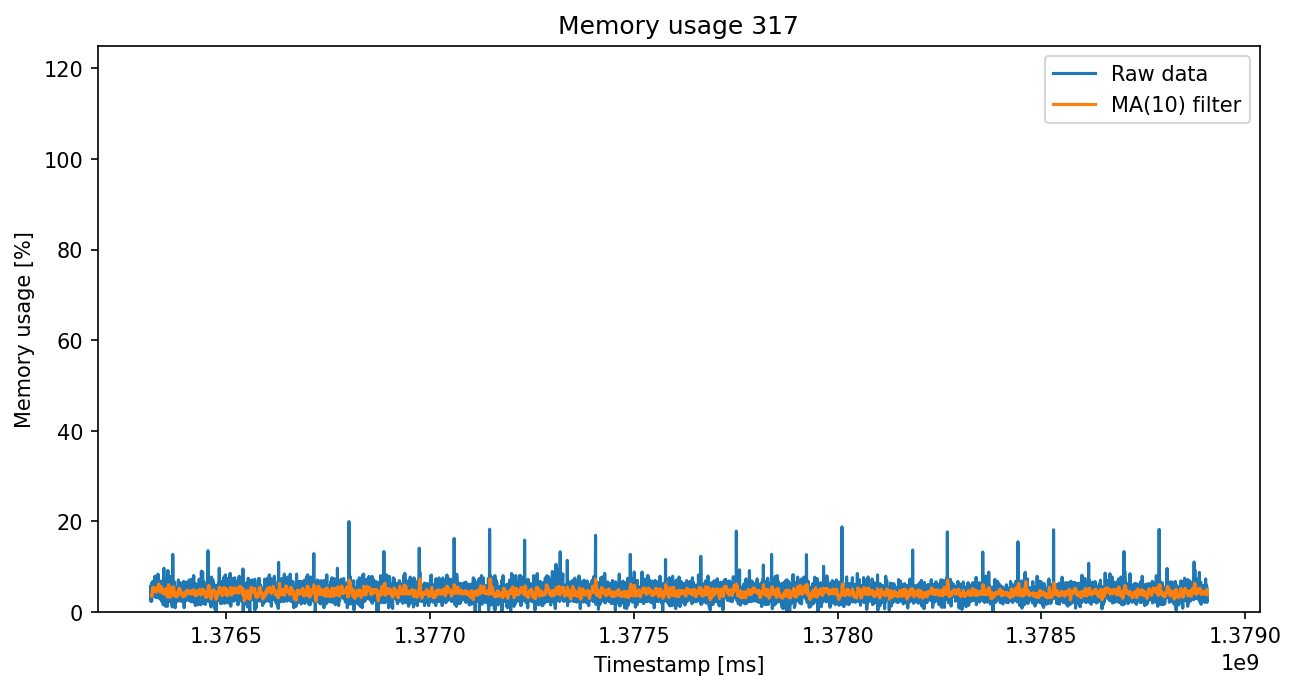 Memory usage 317
Raw data
MA(10) filter
Memory usage [%]
120
100
80
60
40
20
0
1.3765 1.3770 1.3775 1.3780 1.3785 1.3790
1e9
Timestamp [ms]